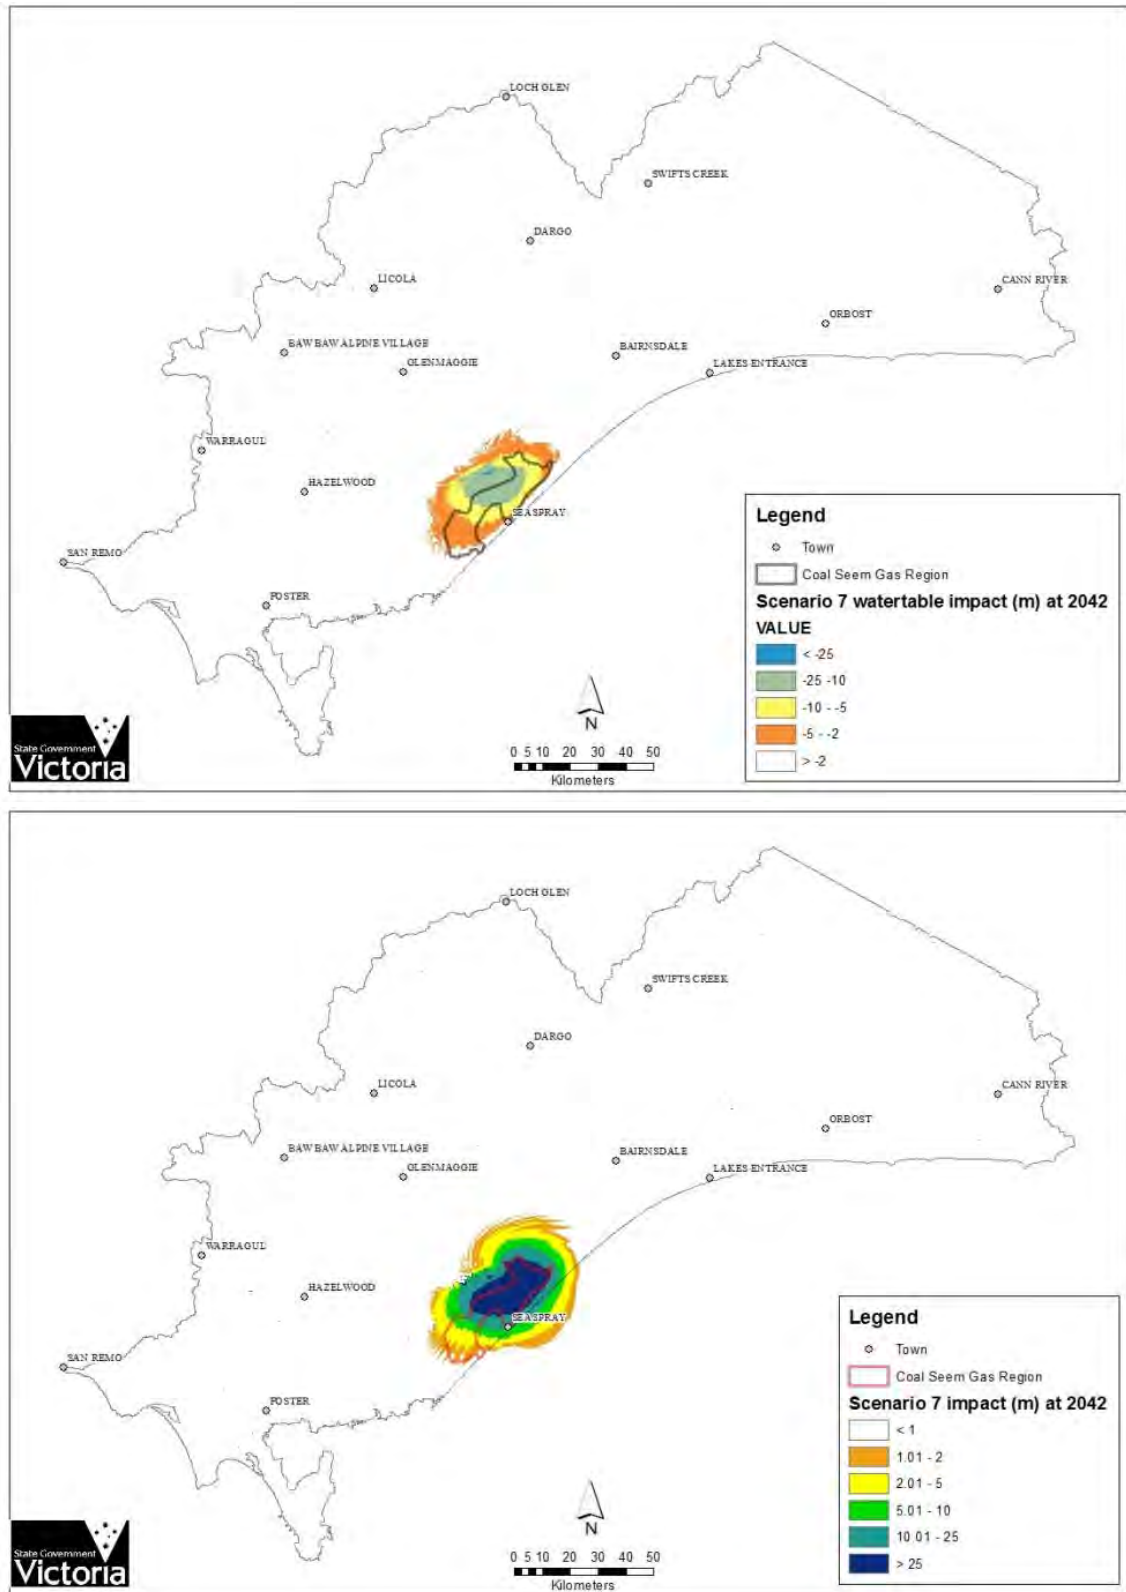 LOCH GLEN
SWIFTS CREEK
DARGO
LICOLA
CANN RIVER
ORBOST
BAW BAW ALPINE VILLAGE
BAIRNSDALE
GLENMAGGIE
LAKES ENTRANCE
WARRAGUL
HAZELWOOD
SEASPRAY
SAN REMO
FOSTER
Legend
Town
Coal Seem Gas Region
Scenario 7 watertable impact (m) at 2042
VALUE
< -25
-25 -10
-10 - -5
-5 - -2
> -2
N
0 5 10 20 30 40 50
Kilometers
State Government
Victoria
LOCH GLEN
SWIFTS CREEK
DARGO
LICOLA
CANN RIVER
ORBOST
BAW BAW ALPINE VILLAGE
BAIRNSDALE
GLENMAGGIE
LAKES ENTRANCE
WARRAGUL
HAZELWOOD
SEASPRAY
SAN REMO
FOSTER
Legend
Town
Coal Seem Gas Region
Scenario 7 impact (m) at 2042
< 1
1.01 - 2
2.01 - 5
5.01 - 10
10.01 - 25
> 25
N
0 5 10 20 30 40 50
Kilometers
State Government
Victoria